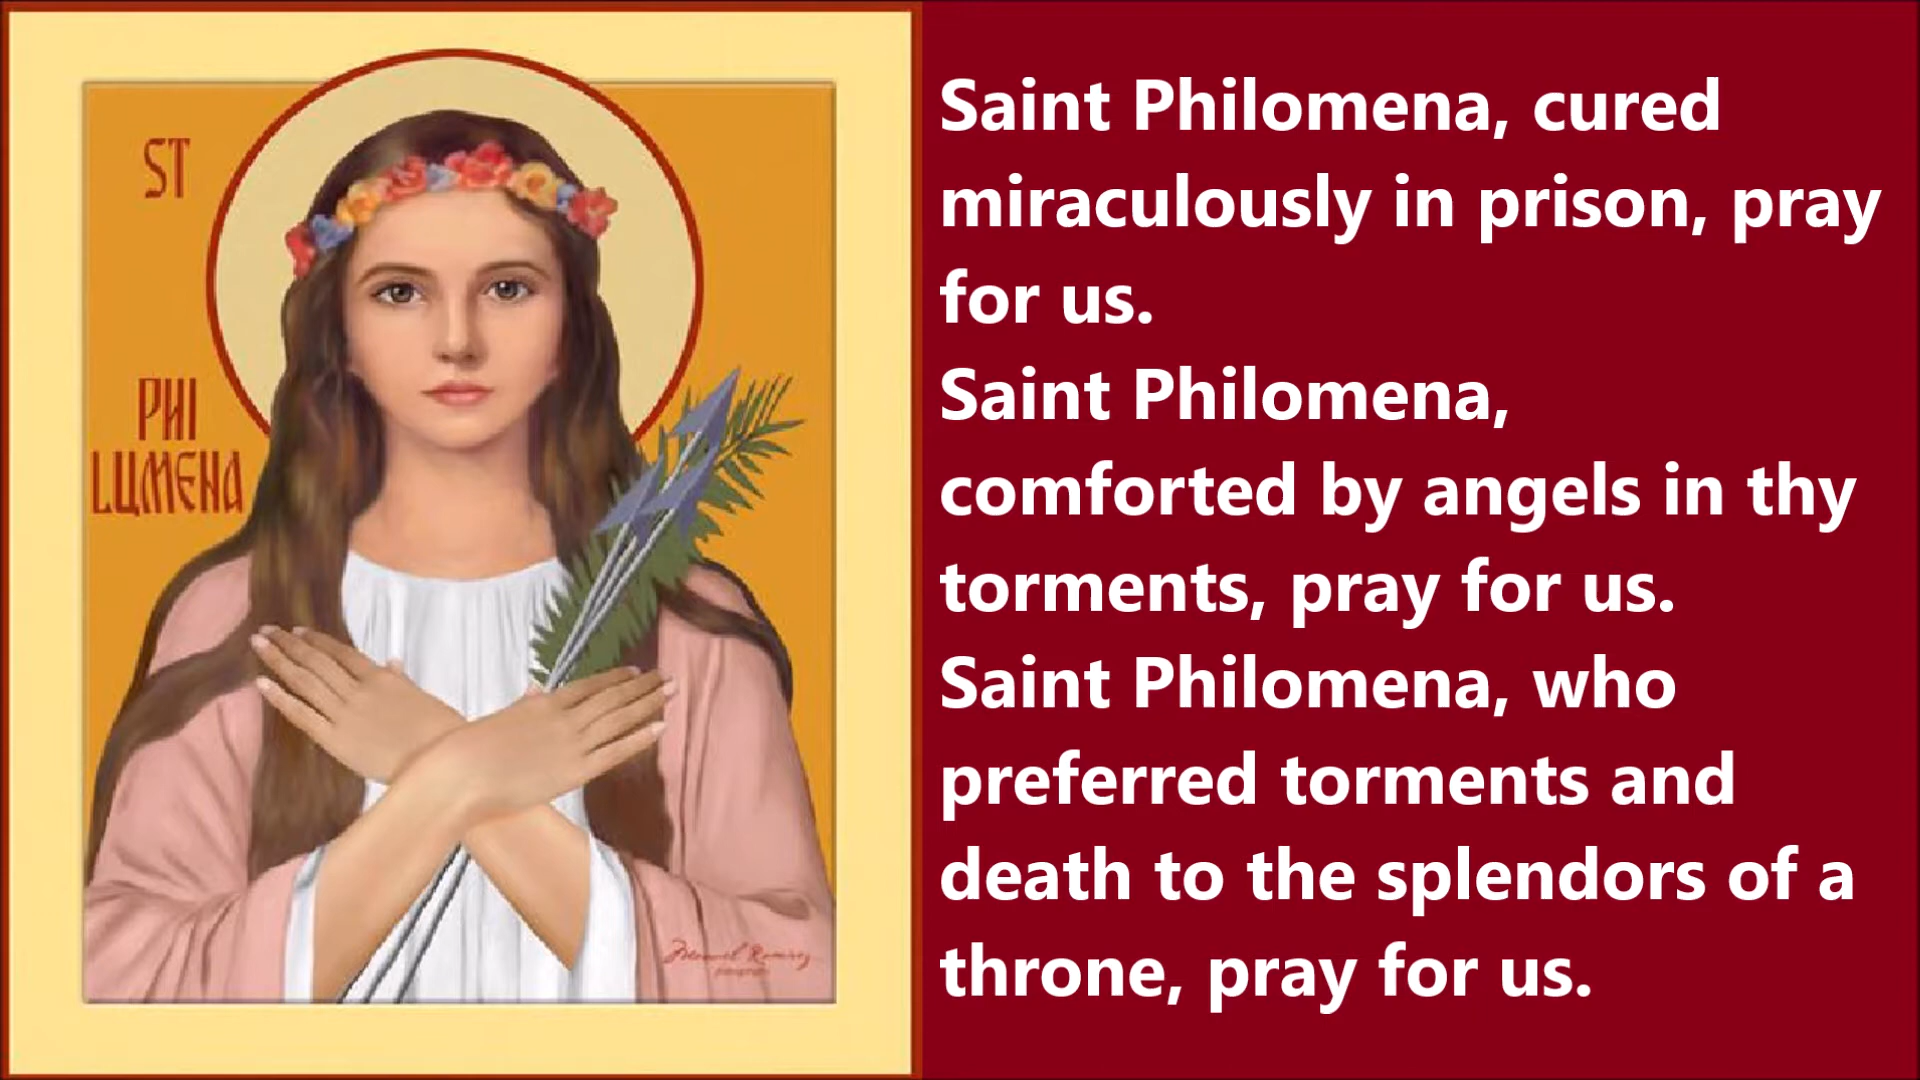 ST
PHI
LUMENA
Saint Philomena, cured
miraculously in prison, pray
for us.
Saint Philomena,
comforted by angels in thy
torments, pray for us.
Saint Philomena, who
preferred torments and
death to the splendors of a
throne, pray for us.